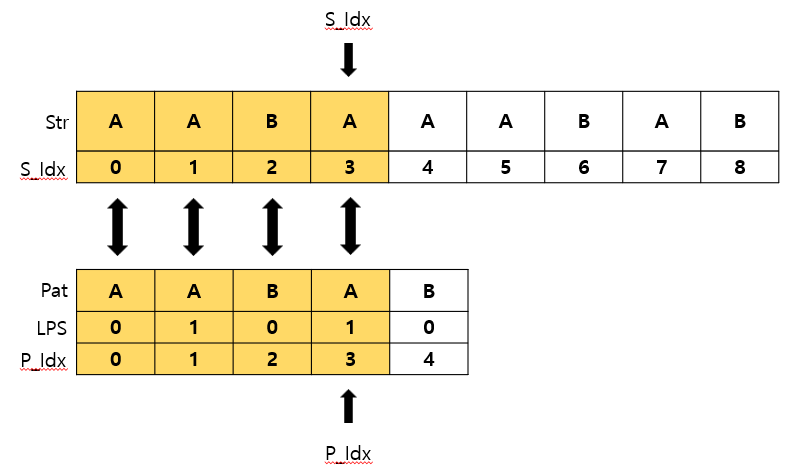 S_Idx
Str A A B A A A B A B
S_Idx 0 1 2 3 4 5 6 7 8
Pat A A B A B
LPS 0 1 0 1 0
P_Idx 0 1 2 3 4
P_Idx